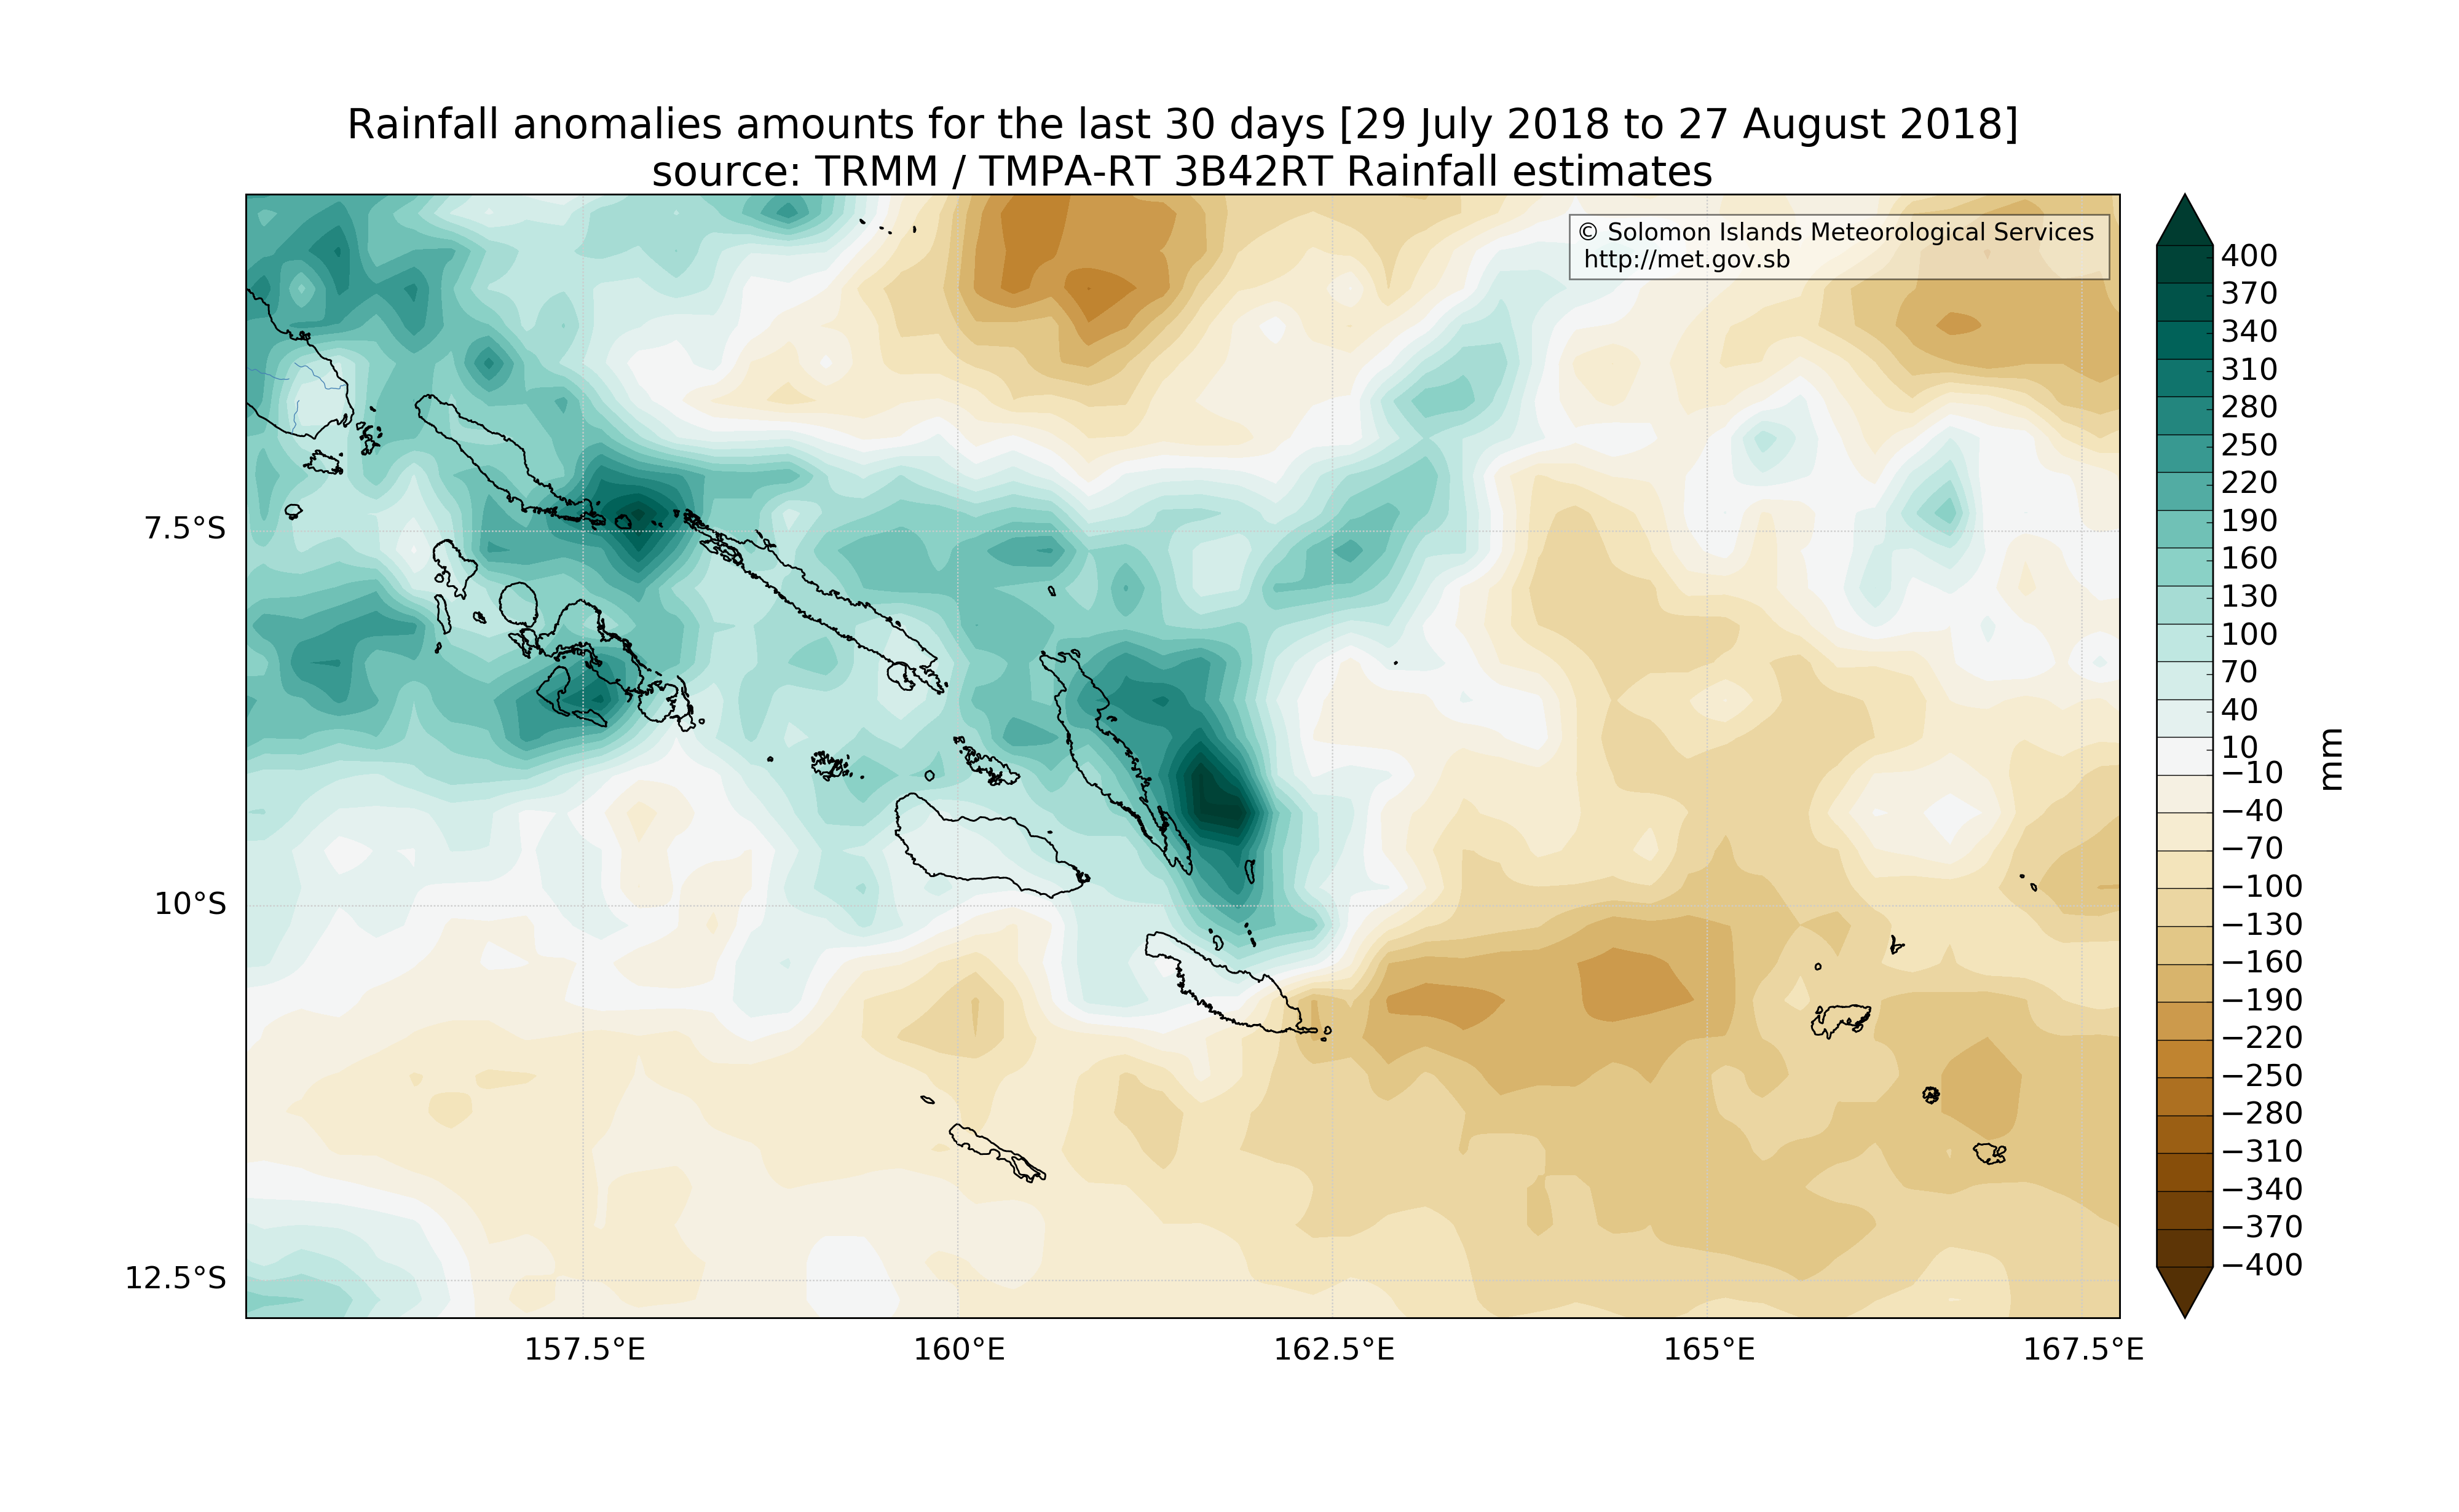 Rainfall anomalies amounts for the last 30 days [29 July 2018 to 27 August 2018]
source: TRMM / TMPA-RT 3B42RT Rainfall estimates
© Solomon Islands Meteorological Services
http://met.gov.sb
7.5°S
10°S
12.5°S
157.5°E
160°E
162.5°E
165°E
167.5°E
400
370
340
310
280
250
220
190
160
130
100
70
40
10
−10
−40
−70
−100
−130
−160
−190
−220
−250
−280
−310
−340
−370
−400
mm